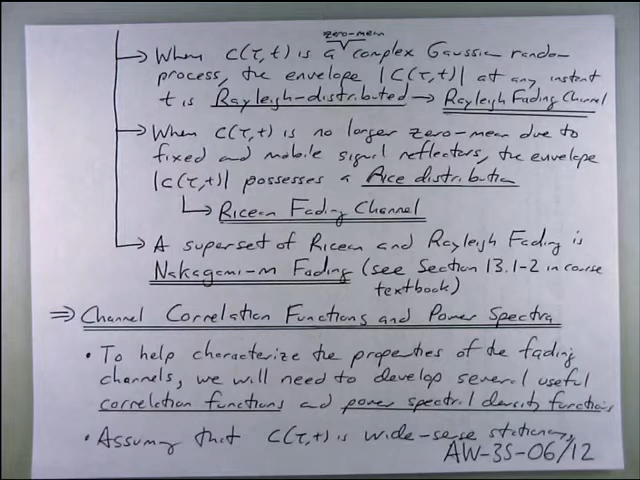 zero-mean
→ When c(τ,t) is a complex Gaussian random
process, the envelope |c(τ,t)| at any instant
t is Rayleigh-distributed → Rayleigh Fading Channel
→ When c(τ,t) is no longer zero-mean due to
fixed and mobile signal reflectors, the envelope
|c(τ,t)| possesses a Rice distribution
→ Ricean Fading Channel
→ A superset of Ricean and Rayleigh Fading is
Nakagami-m Fading (see Section 13.1-2 in course
textbook)
⇒ Channel Correlation Functions and Power Spectra
• To help characterize the properties of the fading
channels, we will need to develop several useful
correlation functions and power spectral density functions
• Assuming that c(τ,t) is wide-sense stationary,
AW-3S-06/12